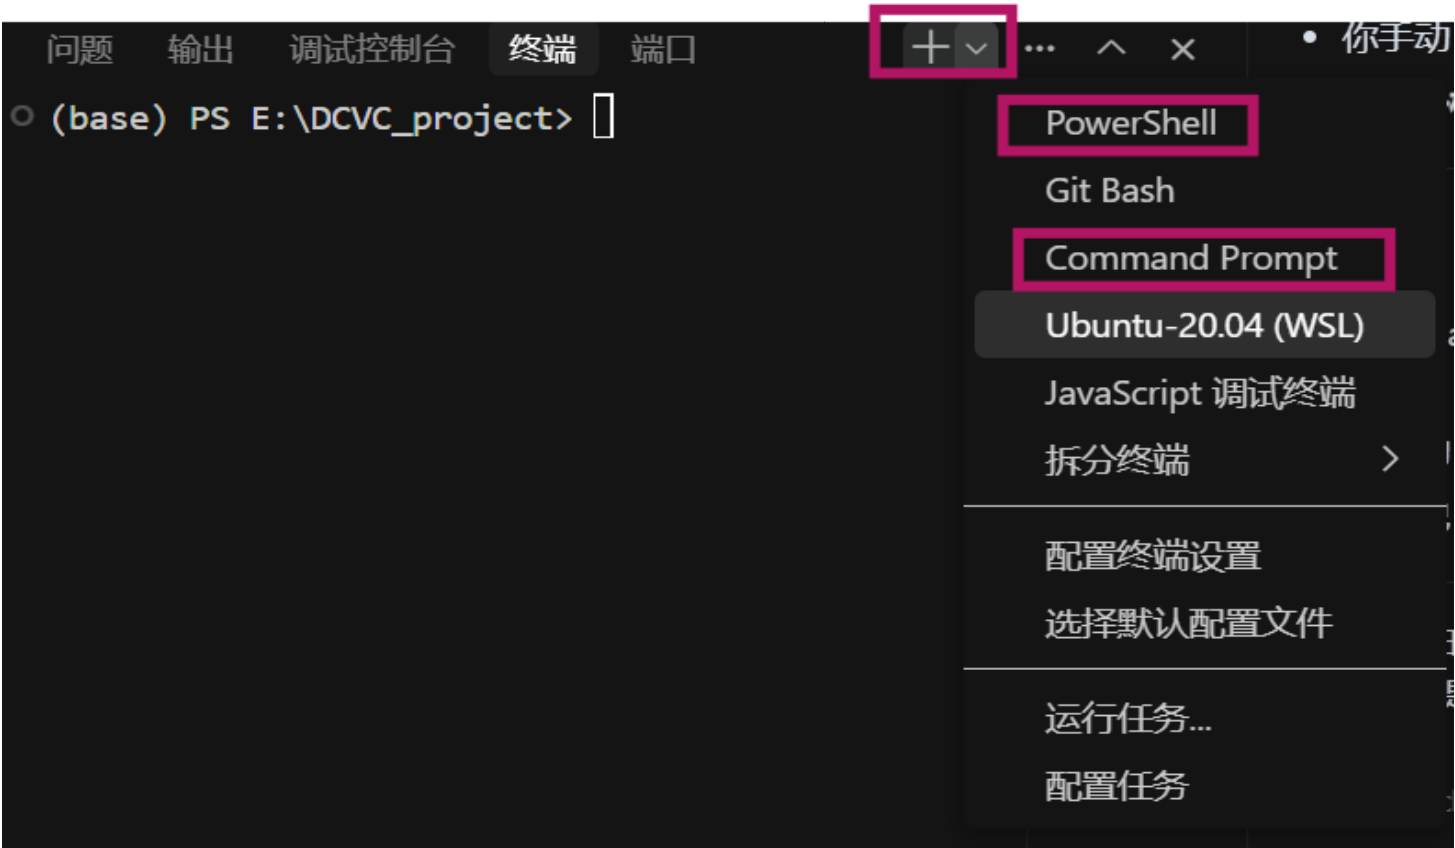 问题 输出 调试控制台 终端 端口
(base) PS E:\DCVC_project>
PowerShell
Git Bash
Command Prompt
Ubuntu-20.04 (WSL)
JavaScript 调试终端
拆分终端
配置终端设置
选择默认配置文件
运行任务...
配置任务
• 你手动